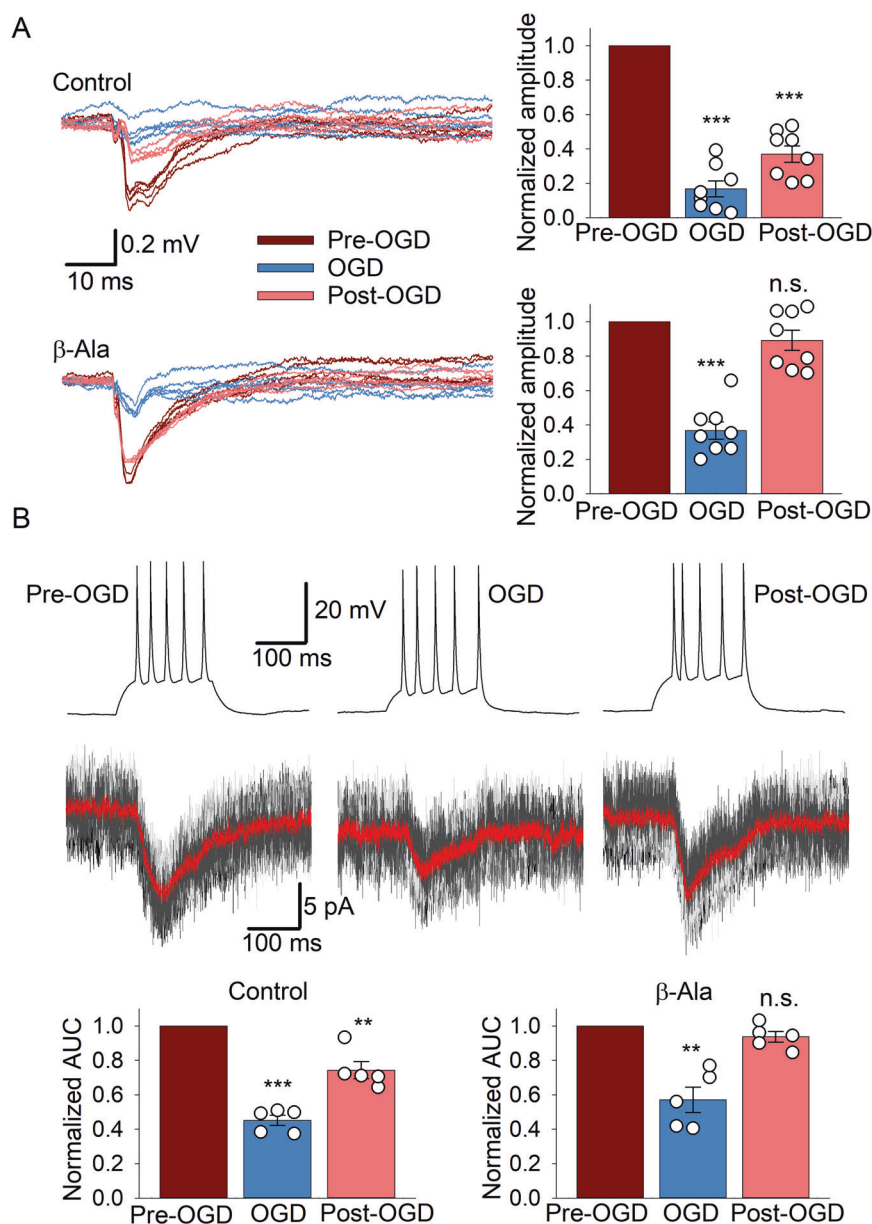 A
Control
0.2 mV
10 ms
Pre-OGD
OGD
Post-OGD
β-Ala
Normalized amplitude
1.0
0.8
0.6
0.4
0.2
0.0
***
***
Pre-OGD OGD Post-OGD
Normalized amplitude
1.0
0.8
0.6
0.4
0.2
0.0
***
n.s.
Pre-OGD OGD Post-OGD
B
Pre-OGD
20 mV
100 ms
OGD
Post-OGD
5 pA
100 ms
Control
Normalized AUC
1.0
0.8
0.6
0.4
0.2
0.0
***
**
Pre-OGD OGD Post-OGD
β-Ala
Normalized AUC
1.0
0.8
0.6
0.4
0.2
0.0
**
n.s.
Pre-OGD OGD Post-OGD